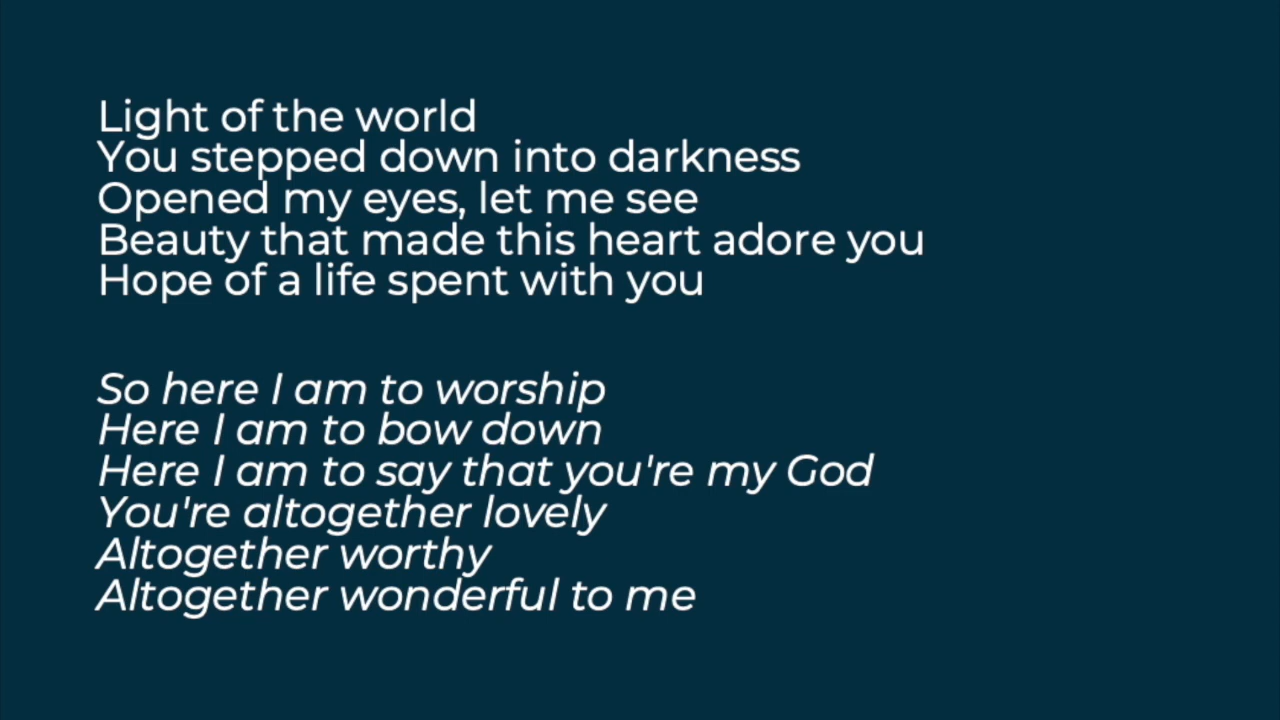 Light of the world
You stepped down into darkness
Opened my eyes, let me see
Beauty that made this heart adore you
Hope of a life spent with you
So here I am to worship
Here I am to bow down
Here I am to say that you're my God
You're altogether lovely
Altogether worthy
Altogether wonderful to me